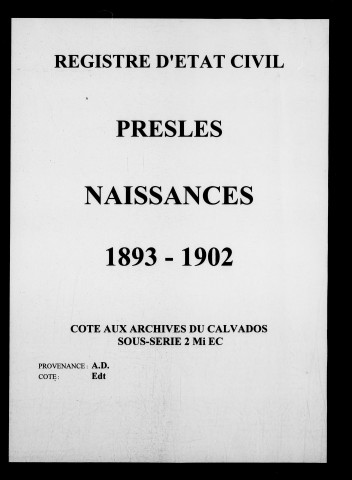 REGISTRE D'ETAT CIVIL
PRESLES
NAISSANCES
1893 - 1902
COTE AUX ARCHIVES DU CALVADOS
SOUS-SERIE 2 Mi EC
PROVENANCE : A.D.
COTE : Edt